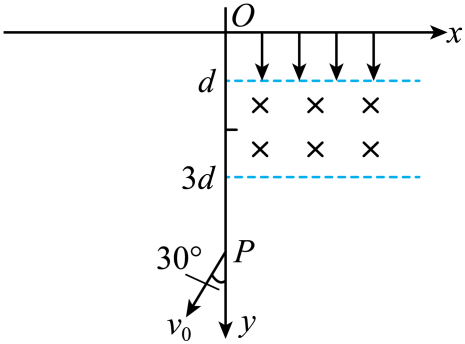 O
x
d
× × ×
× × ×
3d
30°
P
v₀
y